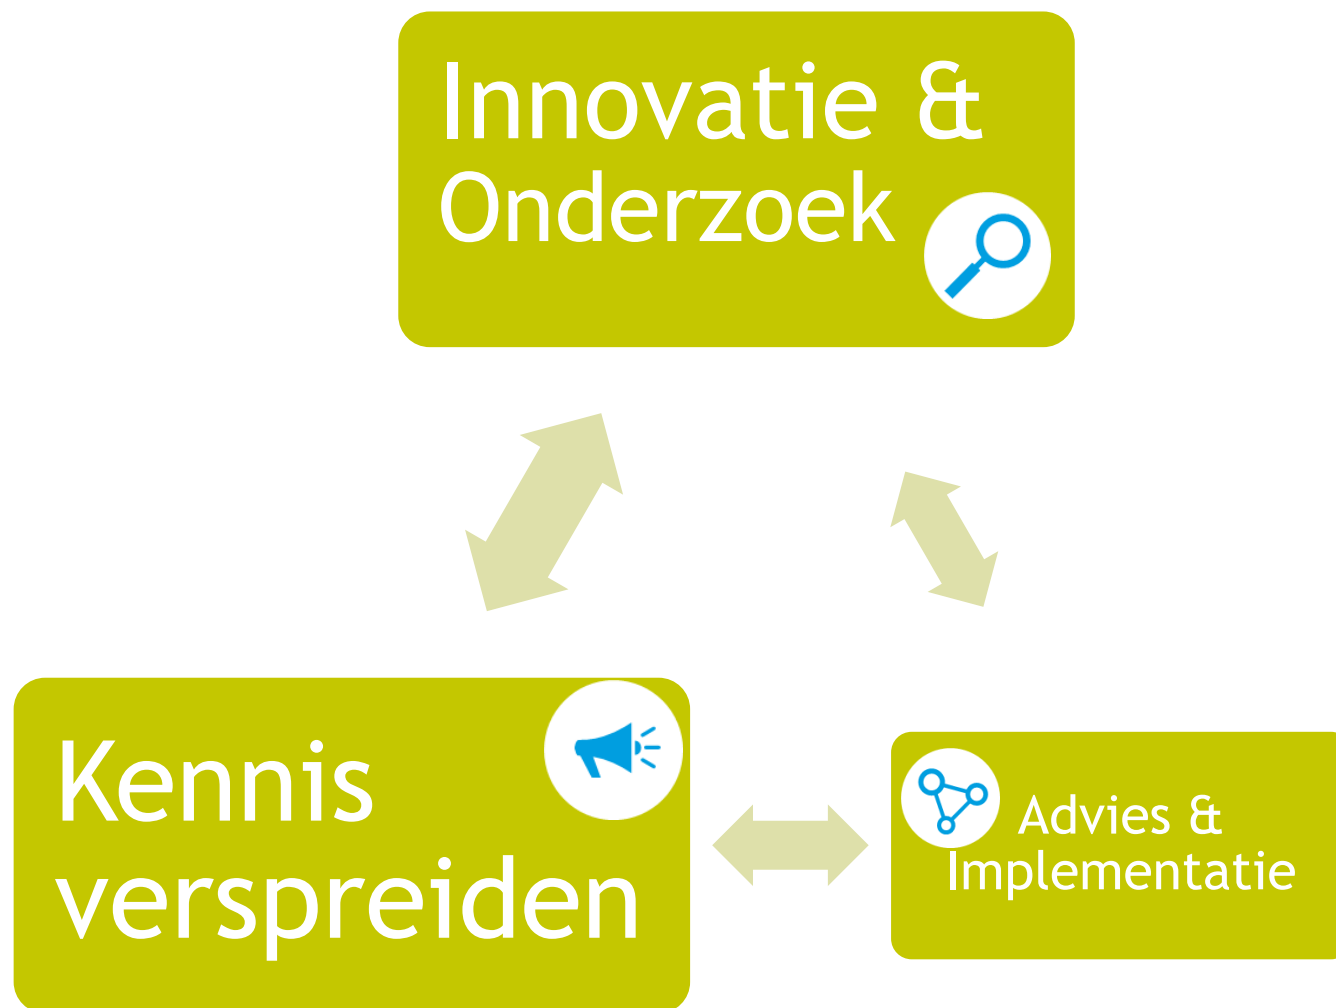 Innovatie &
Onderzoek
Kennis
verspreiden
Advies &
Implementatie